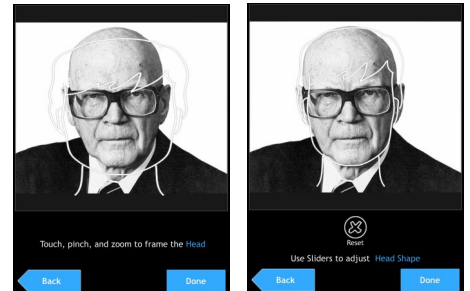 Touch, pinch, and zoom to frame the Head
Back
Done
Reset
Use Sliders to adjust Head Shape
Back
Done